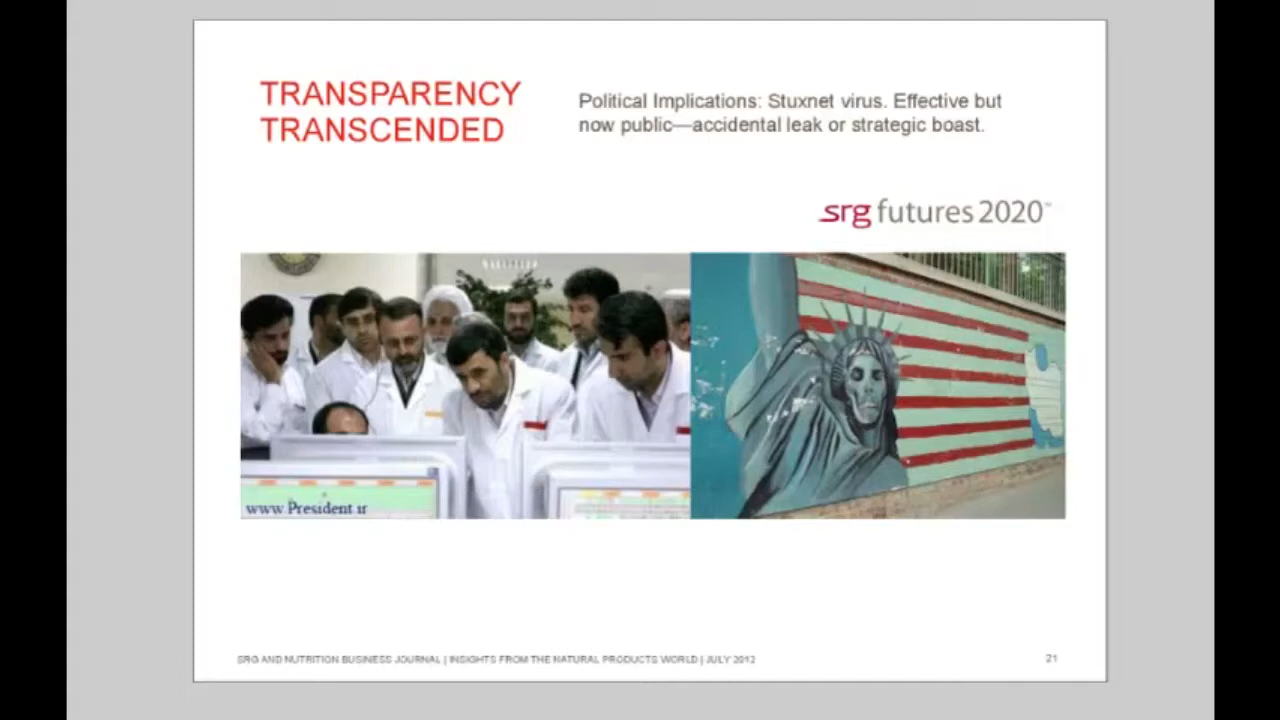 TRANSPARENCY
TRANSCENDED
Political Implications: Stuxnet virus. Effective but
now public—accidental leak or strategic boast.
srg futures 2020™
www.President.ir
SRG AND NUTRITION BUSINESS JOURNAL | INSIGHTS FROM THE NATURAL PRODUCTS WORLD | JULY 2012
21